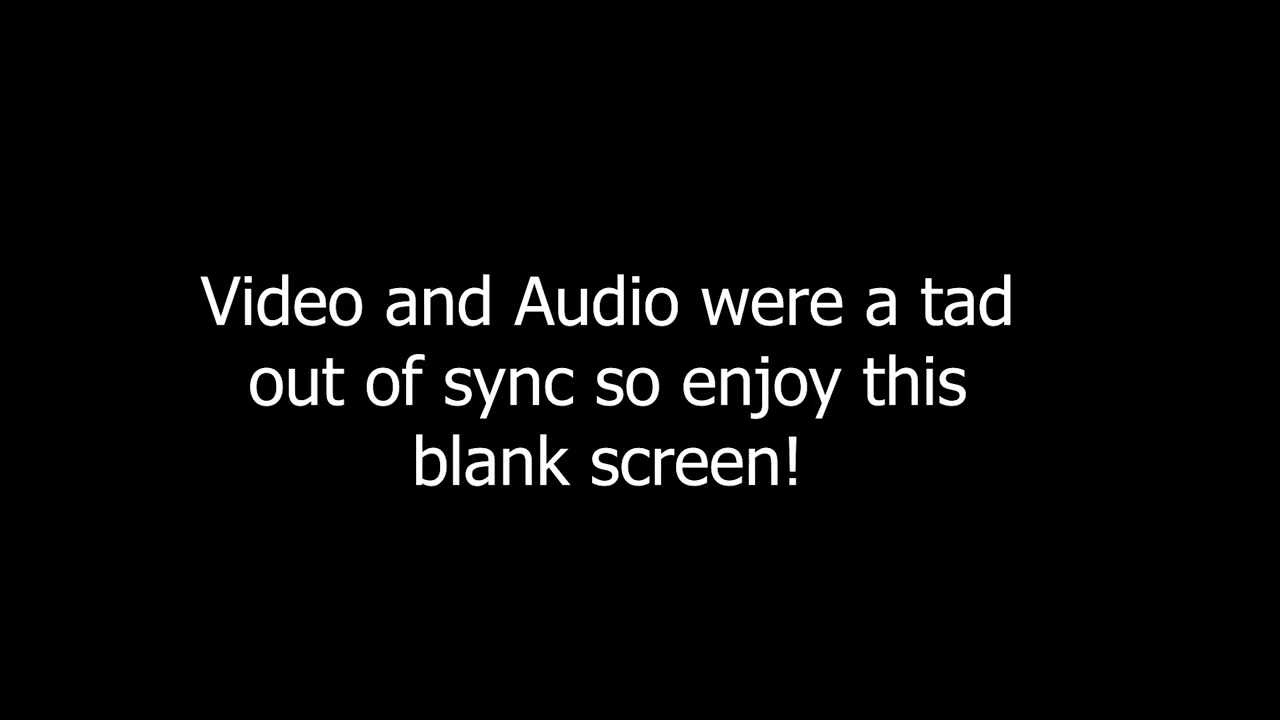 Video and Audio were a tad
out of sync so enjoy this
blank screen!